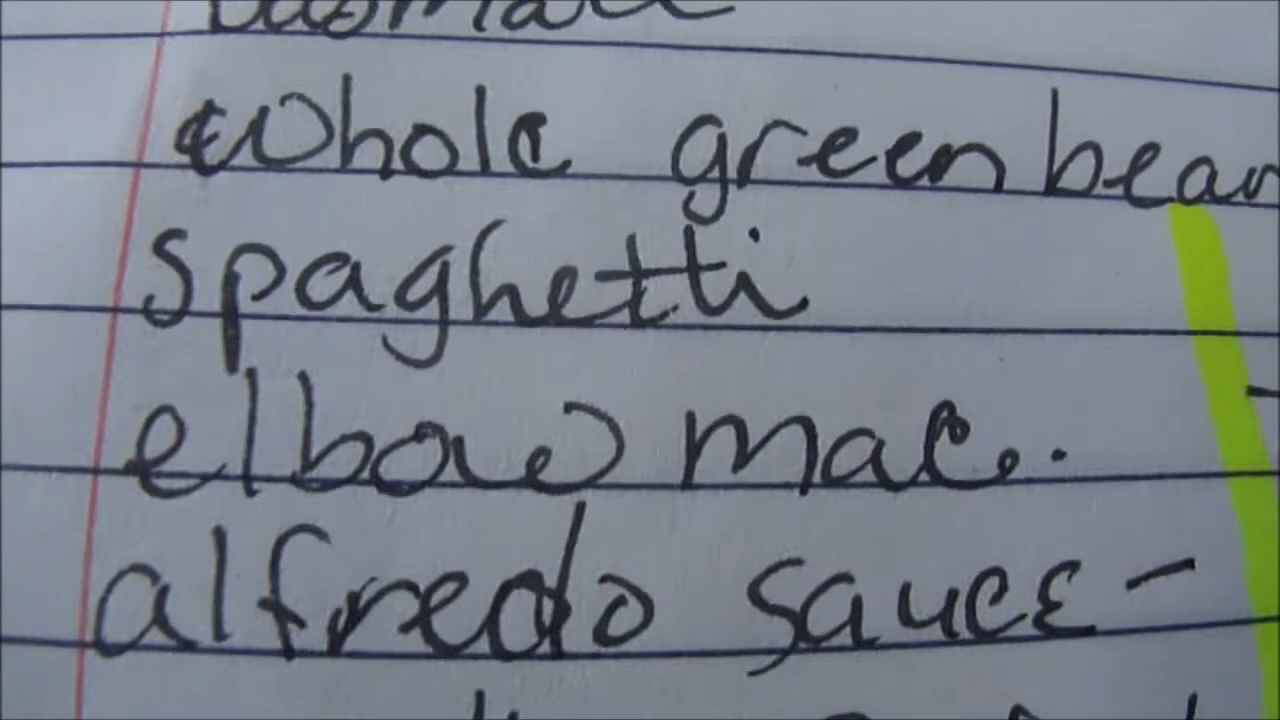 whole green bean
spaghetti
elbow mac.
alfredo sauce -